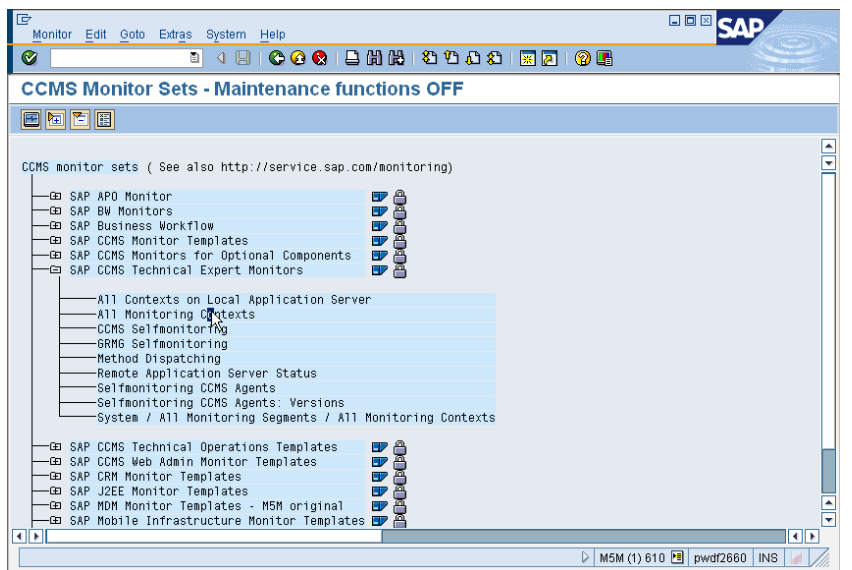 Monitor Edit Goto Extras System Help
SAP
CCMS Monitor Sets - Maintenance functions OFF
CCMS monitor sets ( See also http://service.sap.com/monitoring)
SAP APO Monitor
SAP BW Monitors
SAP Business Workflow
SAP CCMS Monitor Templates
SAP CCMS Monitors for Optional Components
SAP CCMS Technical Expert Monitors
All Contexts on Local Application Server
All Monitoring Contexts
CCMS Selfmonitoring
GRMG Selfmonitoring
Method Dispatching
Remote Application Server Status
Selfmonitoring CCMS Agents
Selfmonitoring CCMS Agents: Versions
System / All Monitoring Segments / All Monitoring Contexts
SAP CCMS Technical Operations Templates
SAP CCMS Web Admin Monitor Templates
SAP CRM Monitor Templates
SAP J2EE Monitor Templates
SAP MDM Monitor Templates - M5M original
SAP Mobile Infrastructure Monitor Templates
M5M (1) 610 pwdf2660 INS